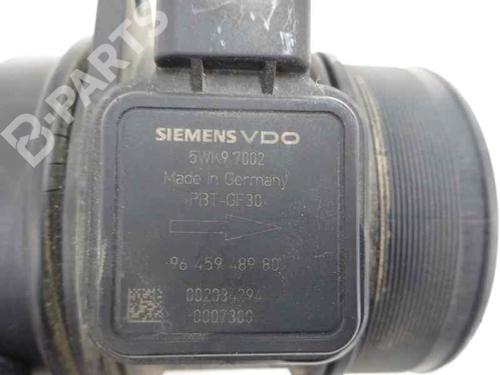 B-PARTS
SIEMENS VDO
5WK9 7002
Made in Germany
›PBT-GF30‹
96 459 489 80
002034294
0007300